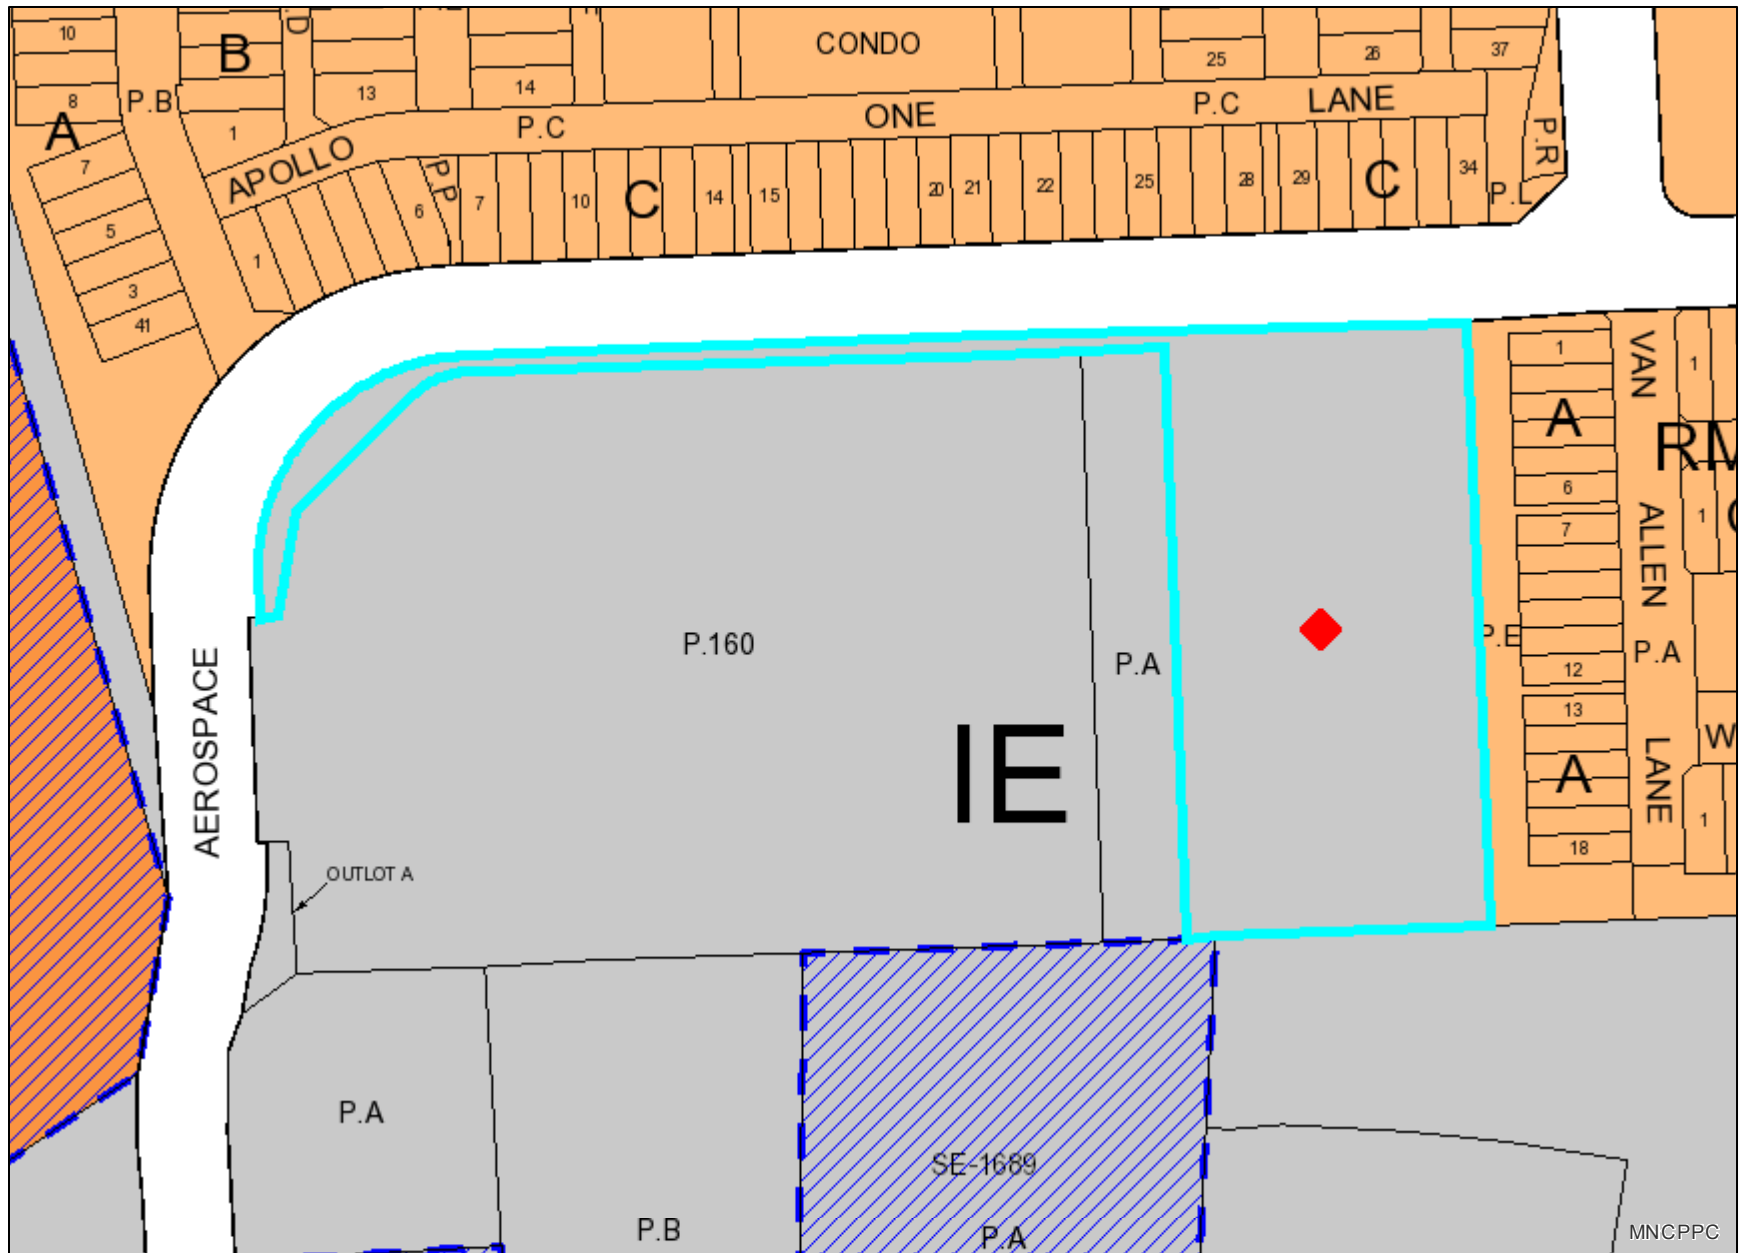 10
B
CONDO
25
26
37
8
P.B
13
14
A
1
P.C
ONE
P.C
LANE
P.R
7
APOLLO
P P
6
7
10
C
14
15
20
21
22
25
28
29
C
34
P.L
5
1
3
41
1
VAN
1
A
RM
6
7
ALLEN
1
P.160
P.A
P.E
12
P.A
AEROSPACE
IE
13
A
LANE
W
1
18
OUTLOT A
P.A
SE-1689
P.B
P.A
MNCPPC